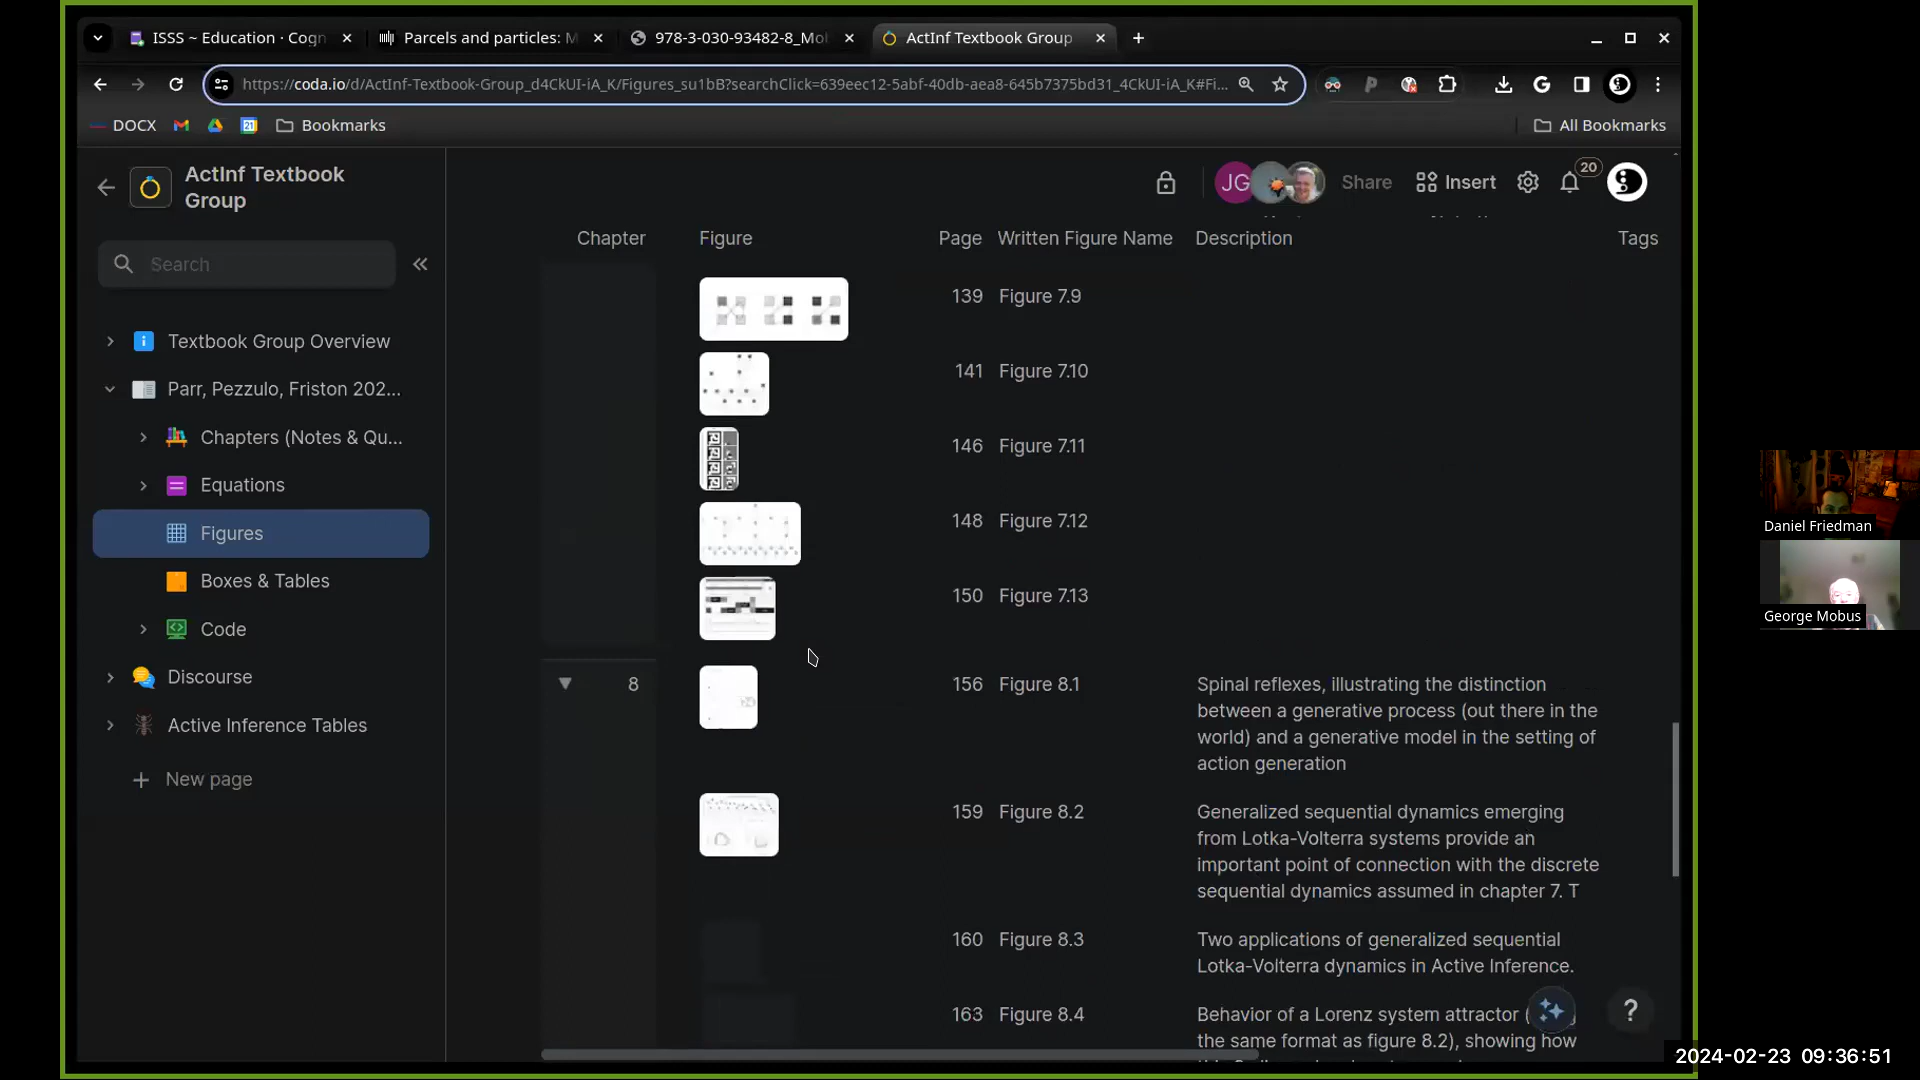 ISSS ~ Education · Cogn
Parcels and particles: M
978-3-030-93482-8_Mob
ActInf Textbook Group
https://coda.io/d/ActInf-Textbook-Group_d4CkUI-iA_K/Figures_su1bB?searchClick=639eec12-5abf-40db-aea8-645b7375bd31_4CkUI-iA_K#Fi...
DOCX
Bookmarks
All Bookmarks
ActInf Textbook
Group
JG
Share
Insert
20
Search
Textbook Group Overview
Parr, Pezzulo, Friston 202...
Chapters (Notes & Qu...
Equations
Figures
Boxes & Tables
Code
Discourse
Active Inference Tables
New page
Chapter Figure Page Written Figure Name Description Tags
139 Figure 7.9
141 Figure 7.10
146 Figure 7.11
148 Figure 7.12
150 Figure 7.13
8 156 Figure 8.1 Spinal reflexes, illustrating the distinction
between a generative process (out there in the
world) and a generative model in the setting of
action generation
159 Figure 8.2 Generalized sequential dynamics emerging
from Lotka-Volterra systems provide an
important point of connection with the discrete
sequential dynamics assumed in chapter 7. T
160 Figure 8.3 Two applications of generalized sequential
Lotka-Volterra dynamics in Active Inference.
163 Figure 8.4 Behavior of a Lorenz system attractor (
the same format as figure 8.2), showing how
Daniel Friedman
George Mobus
2024-02-23 09:36:51